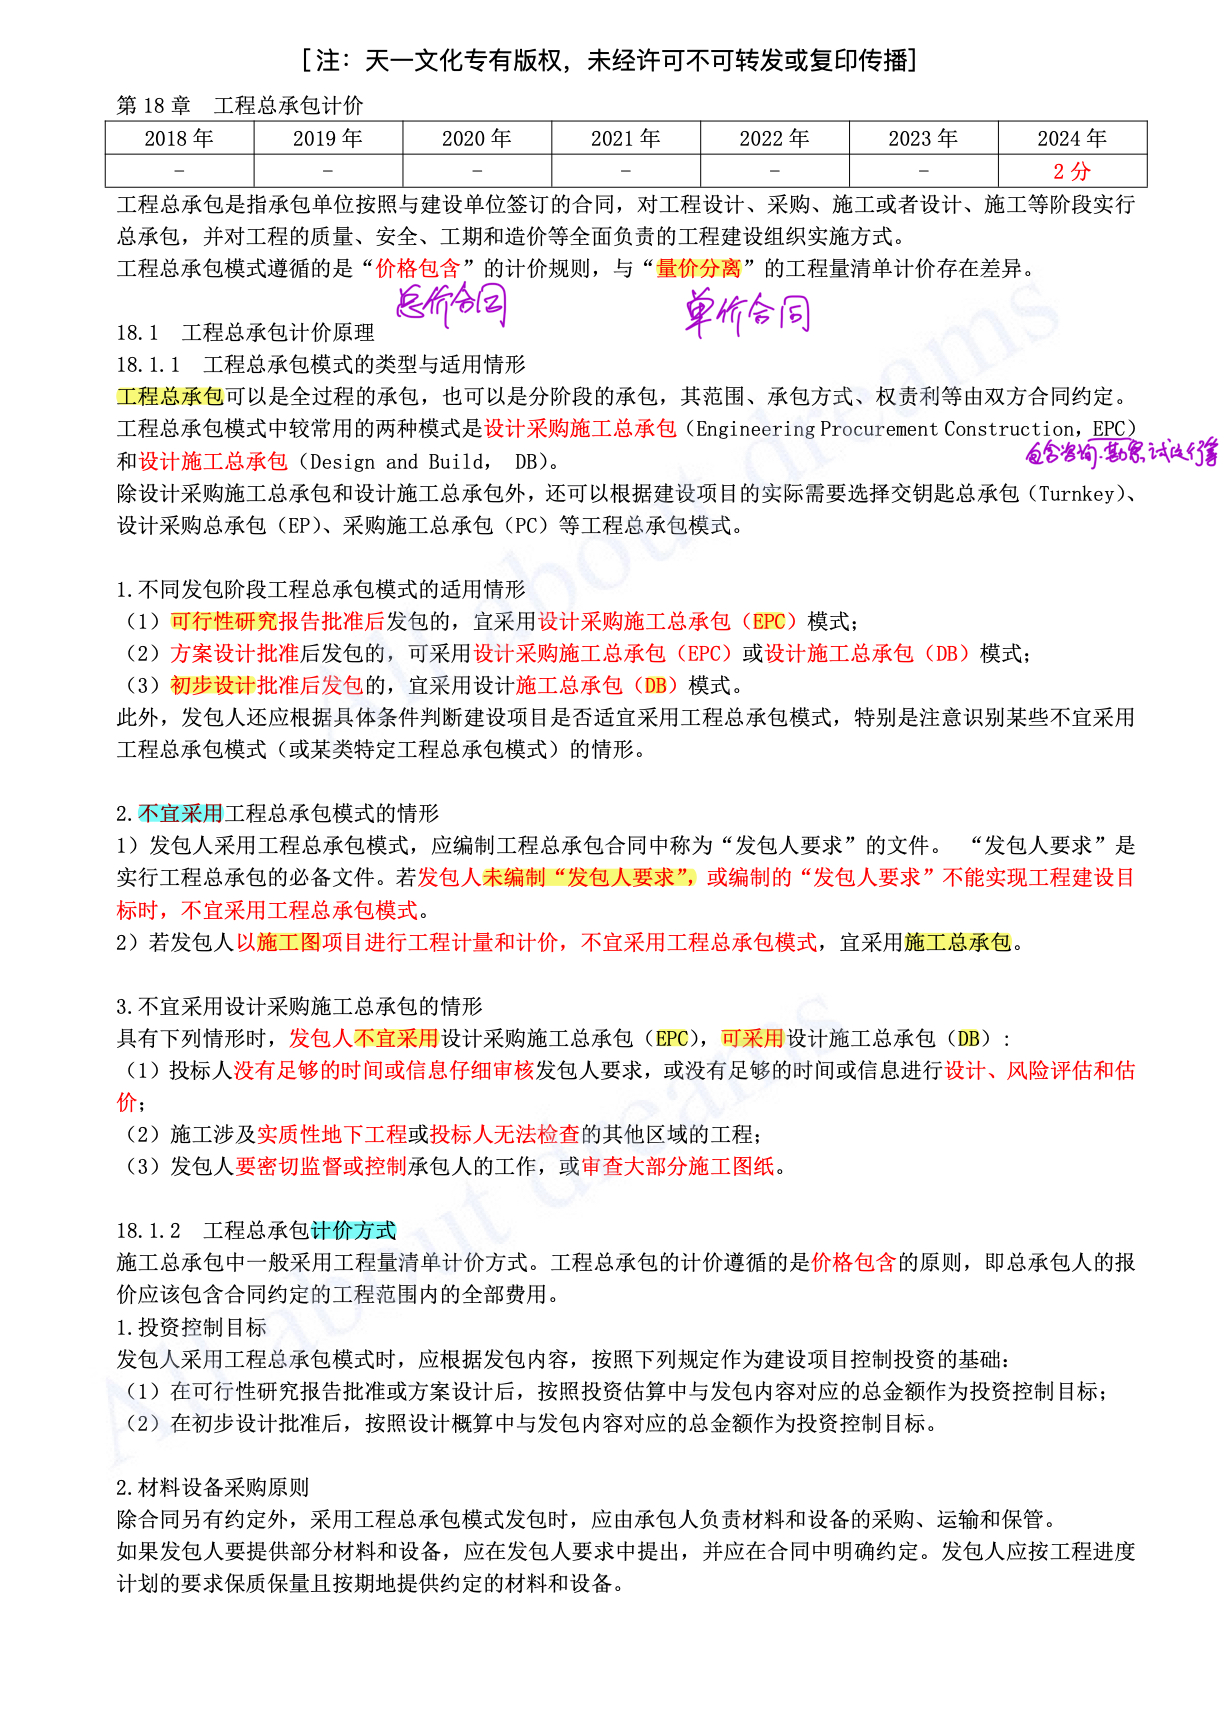 [注：天一文化专有版权，未经许可不可转发或复印传播]
第 18 章　工程总承包计价
2018 年 2019 年 2020 年 2021 年 2022 年 2023 年 2024 年
– – – – – – 2 分
工程总承包是指承包单位按照与建设单位签订的合同，对工程设计、采购、施工或者设计、施工等阶段实行
总承包，并对工程的质量、安全、工期和造价等全面负责的工程建设组织实施方式。
工程总承包模式遵循的是“价格包含”的计价规则，与“量价分离”的工程量清单计价存在差异。
总价合同 单价合同
18.1　工程总承包计价原理
18.1.1　工程总承包模式的类型与适用情形
工程总承包可以是全过程的承包，也可以是分阶段的承包，其范围、承包方式、权责利等由双方合同约定。
工程总承包模式中较常用的两种模式是设计采购施工总承包（Engineering Procurement Construction，EPC）
包含咨询.勘察.试运行等
和设计施工总承包（Design and Build， DB）。
除设计采购施工总承包和设计施工总承包外，还可以根据建设项目的实际需要选择交钥匙总承包（Turnkey）、
设计采购总承包（EP）、采购施工总承包（PC）等工程总承包模式。
1.不同发包阶段工程总承包模式的适用情形
（1）可行性研究报告批准后发包的，宜采用设计采购施工总承包（EPC）模式；
（2）方案设计批准后发包的，可采用设计采购施工总承包（EPC）或设计施工总承包（DB）模式；
（3）初步设计批准后发包的，宜采用设计施工总承包（DB）模式。
此外，发包人还应根据具体条件判断建设项目是否适宜采用工程总承包模式，特别是注意识别某些不宜采用
工程总承包模式（或某类特定工程总承包模式）的情形。
2.不宜采用工程总承包模式的情形
1）发包人采用工程总承包模式，应编制工程总承包合同中称为“发包人要求”的文件。 “发包人要求”是
实行工程总承包的必备文件。若发包人未编制“发包人要求”，或编制的“发包人要求”不能实现工程建设目
标时，不宜采用工程总承包模式。
2）若发包人以施工图项目进行工程计量和计价，不宜采用工程总承包模式，宜采用施工总承包。
3.不宜采用设计采购施工总承包的情形
具有下列情形时，发包人不宜采用设计采购施工总承包（EPC），可采用设计施工总承包（DB）:
（1）投标人没有足够的时间或信息仔细审核发包人要求，或没有足够的时间或信息进行设计、风险评估和估
价；
（2）施工涉及实质性地下工程或投标人无法检查的其他区域的工程；
（3）发包人要密切监督或控制承包人的工作，或审查大部分施工图纸。
18.1.2　工程总承包计价方式
施工总承包中一般采用工程量清单计价方式。工程总承包的计价遵循的是价格包含的原则，即总承包人的报
价应该包含合同约定的工程范围内的全部费用。
1.投资控制目标
发包人采用工程总承包模式时，应根据发包内容，按照下列规定作为建设项目控制投资的基础：
（1）在可行性研究报告批准或方案设计后，按照投资估算中与发包内容对应的总金额作为投资控制目标；
（2）在初步设计批准后，按照设计概算中与发包内容对应的总金额作为投资控制目标。
2.材料设备采购原则
除合同另有约定外，采用工程总承包模式发包时，应由承包人负责材料和设备的采购、运输和保管。
如果发包人要提供部分材料和设备，应在发包人要求中提出，并应在合同中明确约定。发包人应按工程进度
计划的要求保质保量且按期地提供约定的材料和设备。
All about dreams
All about dreams